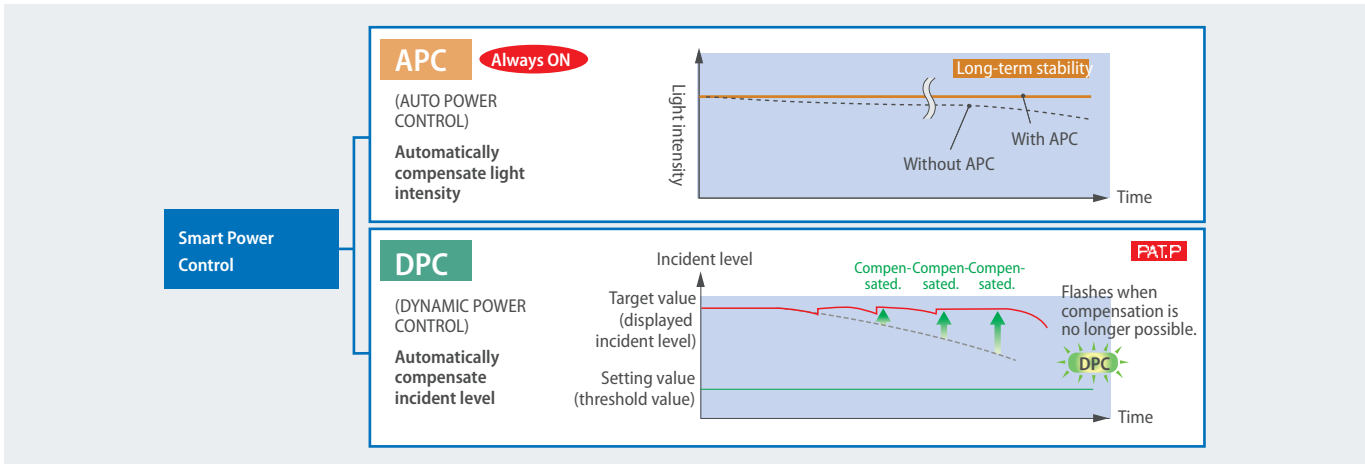 Smart Power
Control
APC
Always ON
(AUTO POWER
CONTROL)
Automatically
compensate light
intensity
Light intensity
Long-term stability
With APC
Without APC
Time
DPC
(DYNAMIC POWER
CONTROL)
Automatically
compensate
incident level
PAT.P
Incident level
Target value
(displayed
incident level)
Setting value
(threshold value)
Compen-
sated.
Compen-
sated.
Compen-
sated.
Flashes when
compensation is
no longer possible.
DPC
Time